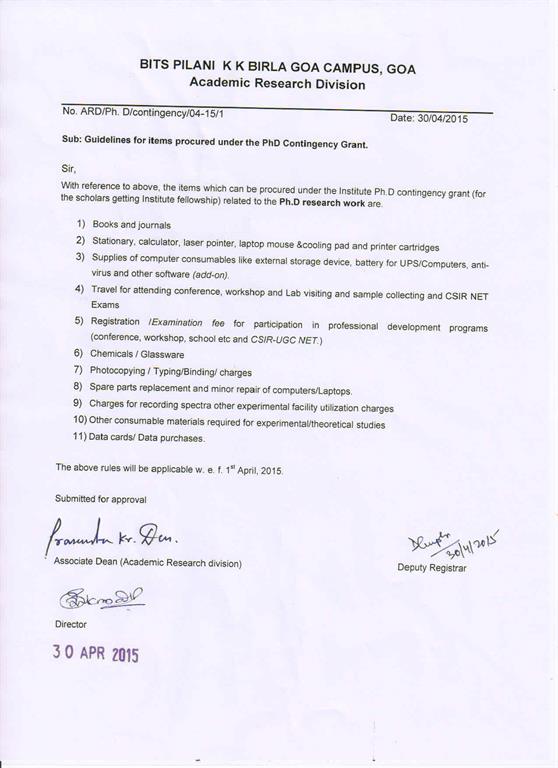 BITS PILANI K K BIRLA GOA CAMPUS, GOA
Academic Research Division
No. ARD/Ph. D/contingency/04-15/1
Date: 30/04/2015
Sub: Guidelines for items procured under the PhD Contingency Grant.
Sir,
With reference to above, the items which can be procured under the Institute Ph.D contingency grant (for
the scholars getting Institute fellowship) related to the Ph.D research work are.
1) Books and journals
2) Stationary, calculator, laser pointer, laptop mouse &cooling pad and printer cartridges
3) Supplies of computer consumables like external storage device, battery for UPS/Computers, anti-
virus and other software (add-on).
4) Travel for attending conference, workshop and Lab visiting and sample collecting and CSIR NET
Exams
5) Registration /Examination fee for participation in professional development programs
(conference, workshop, school etc and CSIR-UGC NET.)
6) Chemicals / Glassware
7) Photocopying / Typing/Binding/ charges
8) Spare parts replacement and minor repair of computers/Laptops.
9) Charges for recording spectra other experimental facility utilization charges
10) Other consumable materials required for experimental/theoretical studies
11) Data cards/ Data purchases.
The above rules will be applicable w. e. f. 1st April, 2015.
Submitted for approval
Kr. Das.
30/4/2015
Associate Dean (Academic Research division)
Deputy Registrar
Director
30 APR 2015